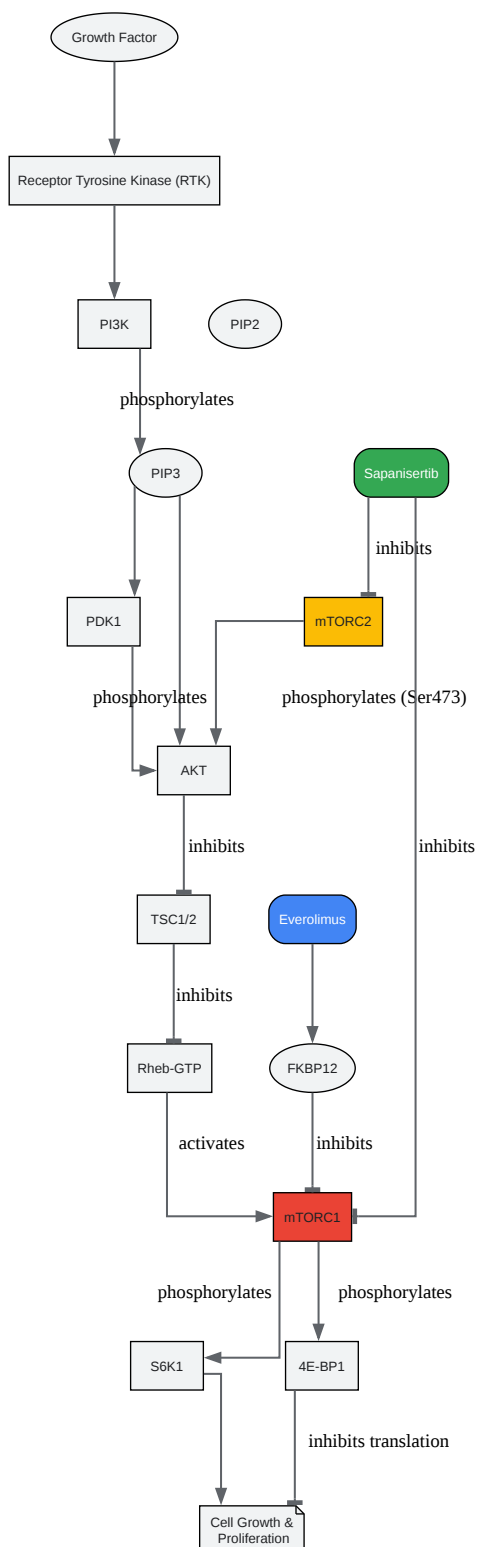 Growth Factor
Receptor Tyrosine Kinase (RTK)
PI3K
PIP2
phosphorylates
PIP3
Sapanisertib
inhibits
PDK1
mTORC2
phosphorylates
phosphorylates (Ser473)
AKT
inhibits
inhibits
TSC1/2
Everolimus
inhibits
Rheb-GTP
FKBP12
activates
inhibits
mTORC1
phosphorylates
phosphorylates
S6K1
4E-BP1
inhibits translation
Cell Growth &
Proliferation